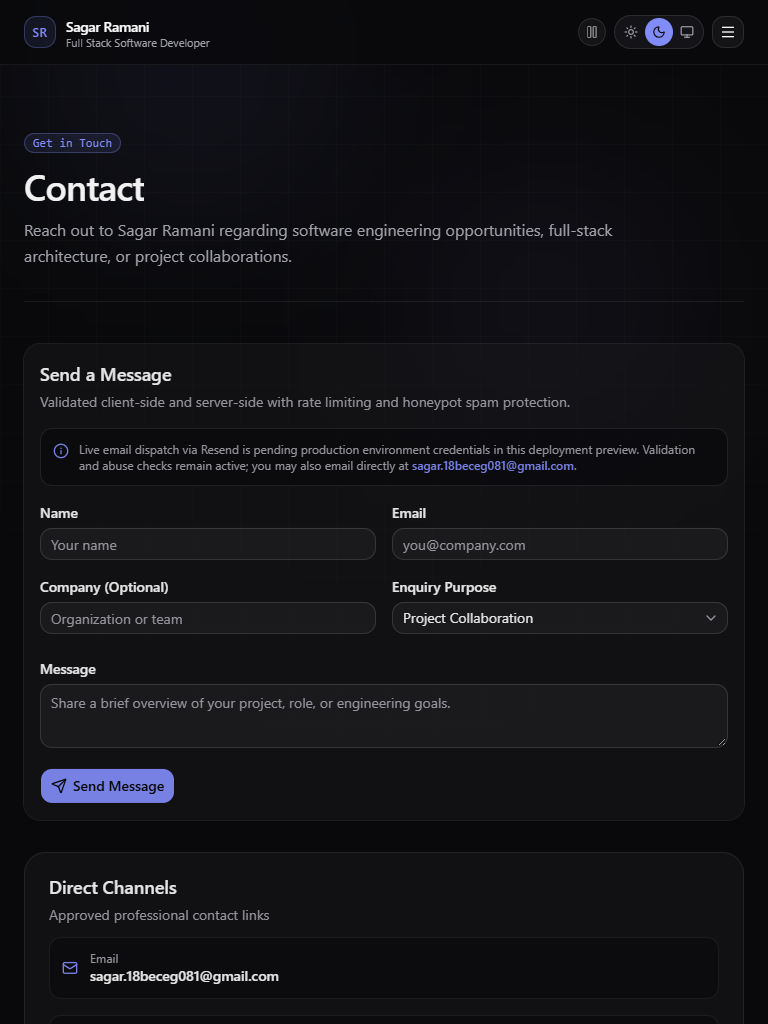 SR
Sagar Ramani
Full Stack Software Developer
Get in Touch
Contact
Reach out to Sagar Ramani regarding software engineering opportunities, full-stack
architecture, or project collaborations.
Send a Message
Validated client-side and server-side with rate limiting and honeypot spam protection.
Live email dispatch via Resend is pending production environment credentials in this deployment preview. Validation
and abuse checks remain active; you may also email directly at sagar.18beceg081@gmail.com.
Name
Email
Your name
you@company.com
Company (Optional)
Enquiry Purpose
Organization or team
Project Collaboration
Message
Share a brief overview of your project, role, or engineering goals.
Send Message
Direct Channels
Approved professional contact links
Email
sagar.18beceg081@gmail.com